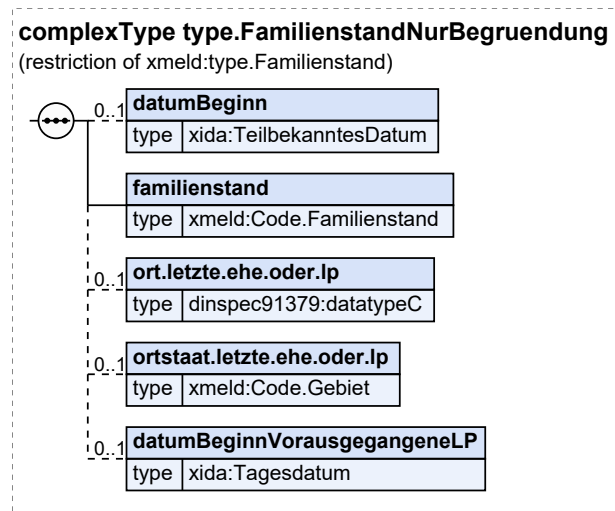 complexType type.FamilienstandNurBegruendung
(restriction of xmeld:type.Familienstand)
0..1 datumBeginn
type xida:TeilbekanntesDatum
familienstand
type xmeld:Code.Familienstand
0..1 ort.letzte.ehe.oder.lp
type dinspec91379:datatypeC
0..1 ortstaat.letzte.ehe.oder.lp
type xmeld:Code.Gebiet
0..1 datumBeginnVorausgegangeneLP
type xida:Tagesdatum